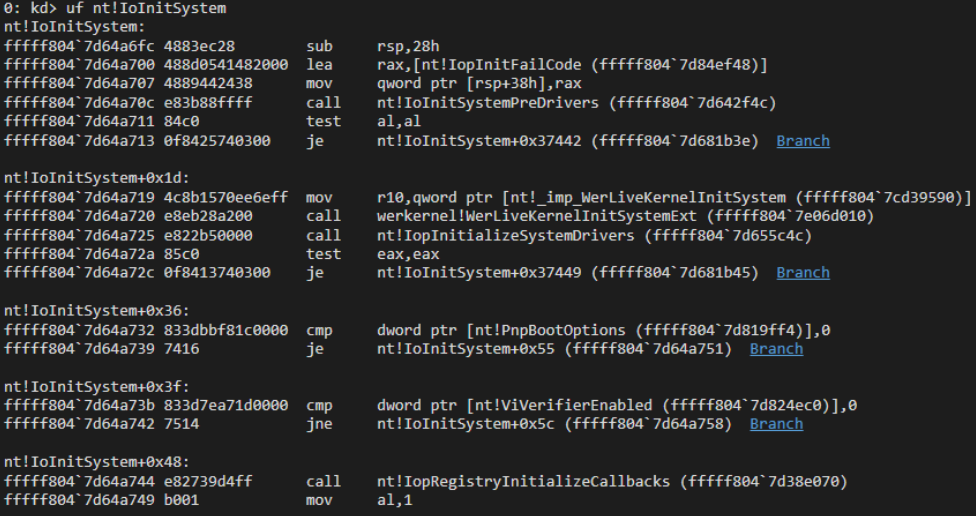 0: kd> uf nt!IoInitSystem
nt!IoInitSystem:
fffff804`7d64a6fc 4883ec28        sub     rsp,28h
fffff804`7d64a700 488d0541482000  lea     rax,[nt!IopInitFailCode (fffff804`7d84ef48)]
fffff804`7d64a707 4889442438      mov     qword ptr [rsp+38h],rax
fffff804`7d64a70c e83b88ffff      call    nt!IoInitSystemPreDrivers (fffff804`7d642f4c)
fffff804`7d64a711 84c0            test    al,al
fffff804`7d64a713 0f8425740300    je      nt!IoInitSystem+0x37442 (fffff804`7d681b3e)  Branch

nt!IoInitSystem+0x1d:
fffff804`7d64a719 4c8b1570ee6eff  mov     r10,qword ptr [nt!_imp_WerLiveKernelInitSystem (fffff804`7cd39590)]
fffff804`7d64a720 e8eb28a200      call    werkernel!WerLiveKernelInitSystemExt (fffff804`7e06d010)
fffff804`7d64a725 e822b50000      call    nt!IopInitializeSystemDrivers (fffff804`7d655c4c)
fffff804`7d64a72a 85c0            test    eax,eax
fffff804`7d64a72c 0f8413740300    je      nt!IoInitSystem+0x37449 (fffff804`7d681b45)  Branch

nt!IoInitSystem+0x36:
fffff804`7d64a732 833dbbf81c0000  cmp     dword ptr [nt!PnpBootOptions (fffff804`7d819ff4)],0
fffff804`7d64a739 7416            je      nt!IoInitSystem+0x55 (fffff804`7d64a751)  Branch

nt!IoInitSystem+0x3f:
fffff804`7d64a73b 833d7ea71d0000  cmp     dword ptr [nt!ViVerifierEnabled (fffff804`7d824ec0)],0
fffff804`7d64a742 7514            jne     nt!IoInitSystem+0x5c (fffff804`7d64a758)  Branch

nt!IoInitSystem+0x48:
fffff804`7d64a744 e82739d4ff      call    nt!IopRegistryInitializeCallbacks (fffff804`7d38e070)
fffff804`7d64a749 b001            mov     al,1